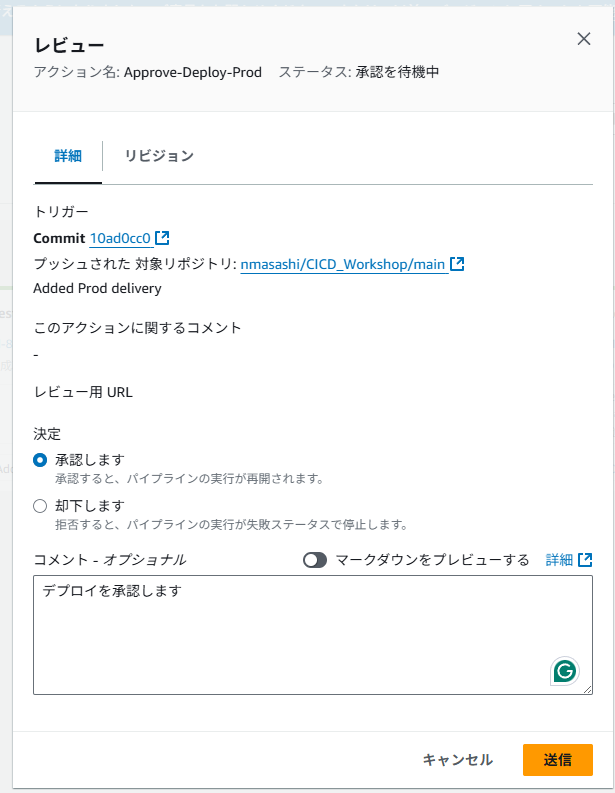 レビュー
アクション名: Approve-Deploy-Prod ステータス: 承認を待機中
詳細 リビジョン
トリガー
Commit 10ad0cc0
プッシュされた 対象リポジトリ: nmasashi/CICD_Workshop/main
Added Prod delivery
このアクションに関するコメント
-
レビュー用 URL
決定
承認します
承認すると、パイプラインの実行が再開されます。
却下します
拒否すると、パイプラインの実行が失敗ステータスで停止します。
コメント - オプショナル マークダウンをプレビューする 詳細
デプロイを承認します
キャンセル 送信